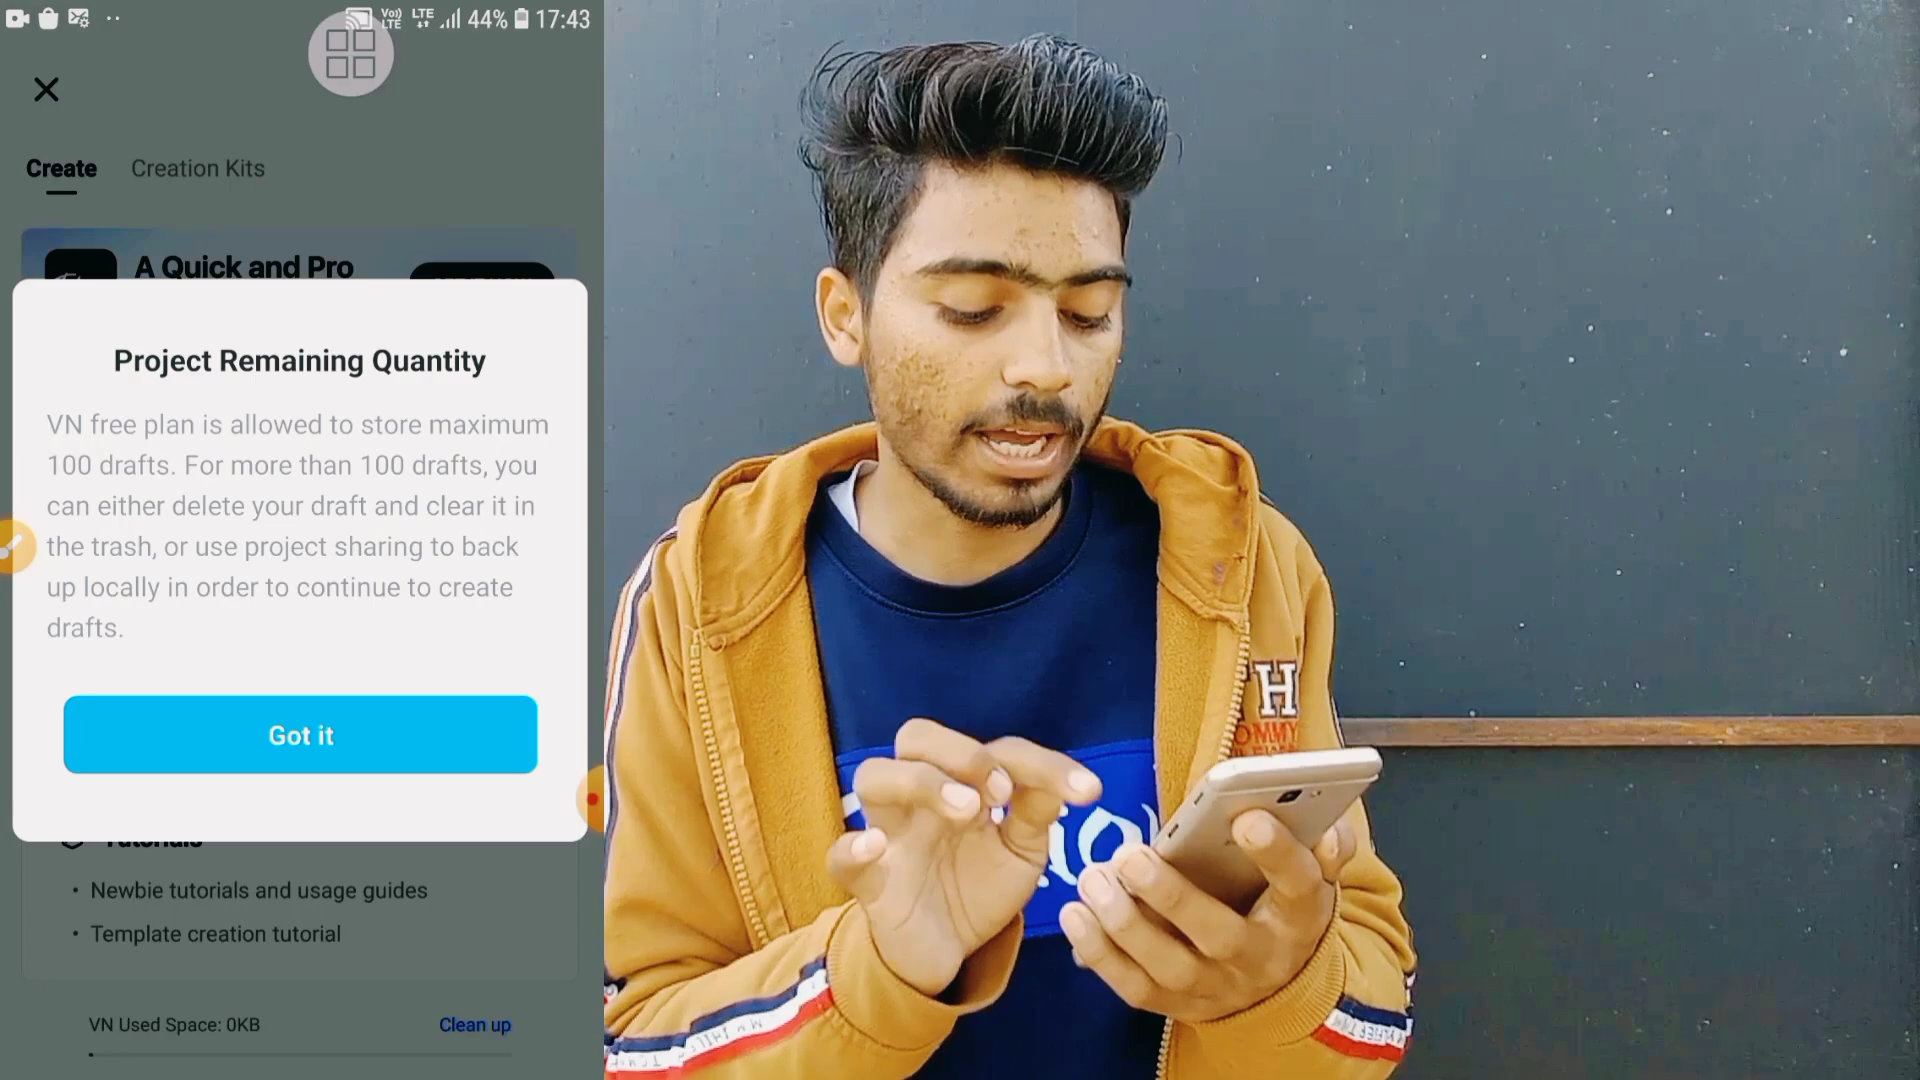 Vo)) LTE
LTE
44%
17:43
Create
Creation Kits
A Quick and Pro
Project Remaining Quantity
VN free plan is allowed to store maximum
100 drafts. For more than 100 drafts, you
can either delete your draft and clear it in
the trash, or use project sharing to back
up locally in order to continue to create
drafts.
Got it
Tutorials
• Newbie tutorials and usage guides
• Template creation tutorial
VN Used Space: 0KB
Clean up
H